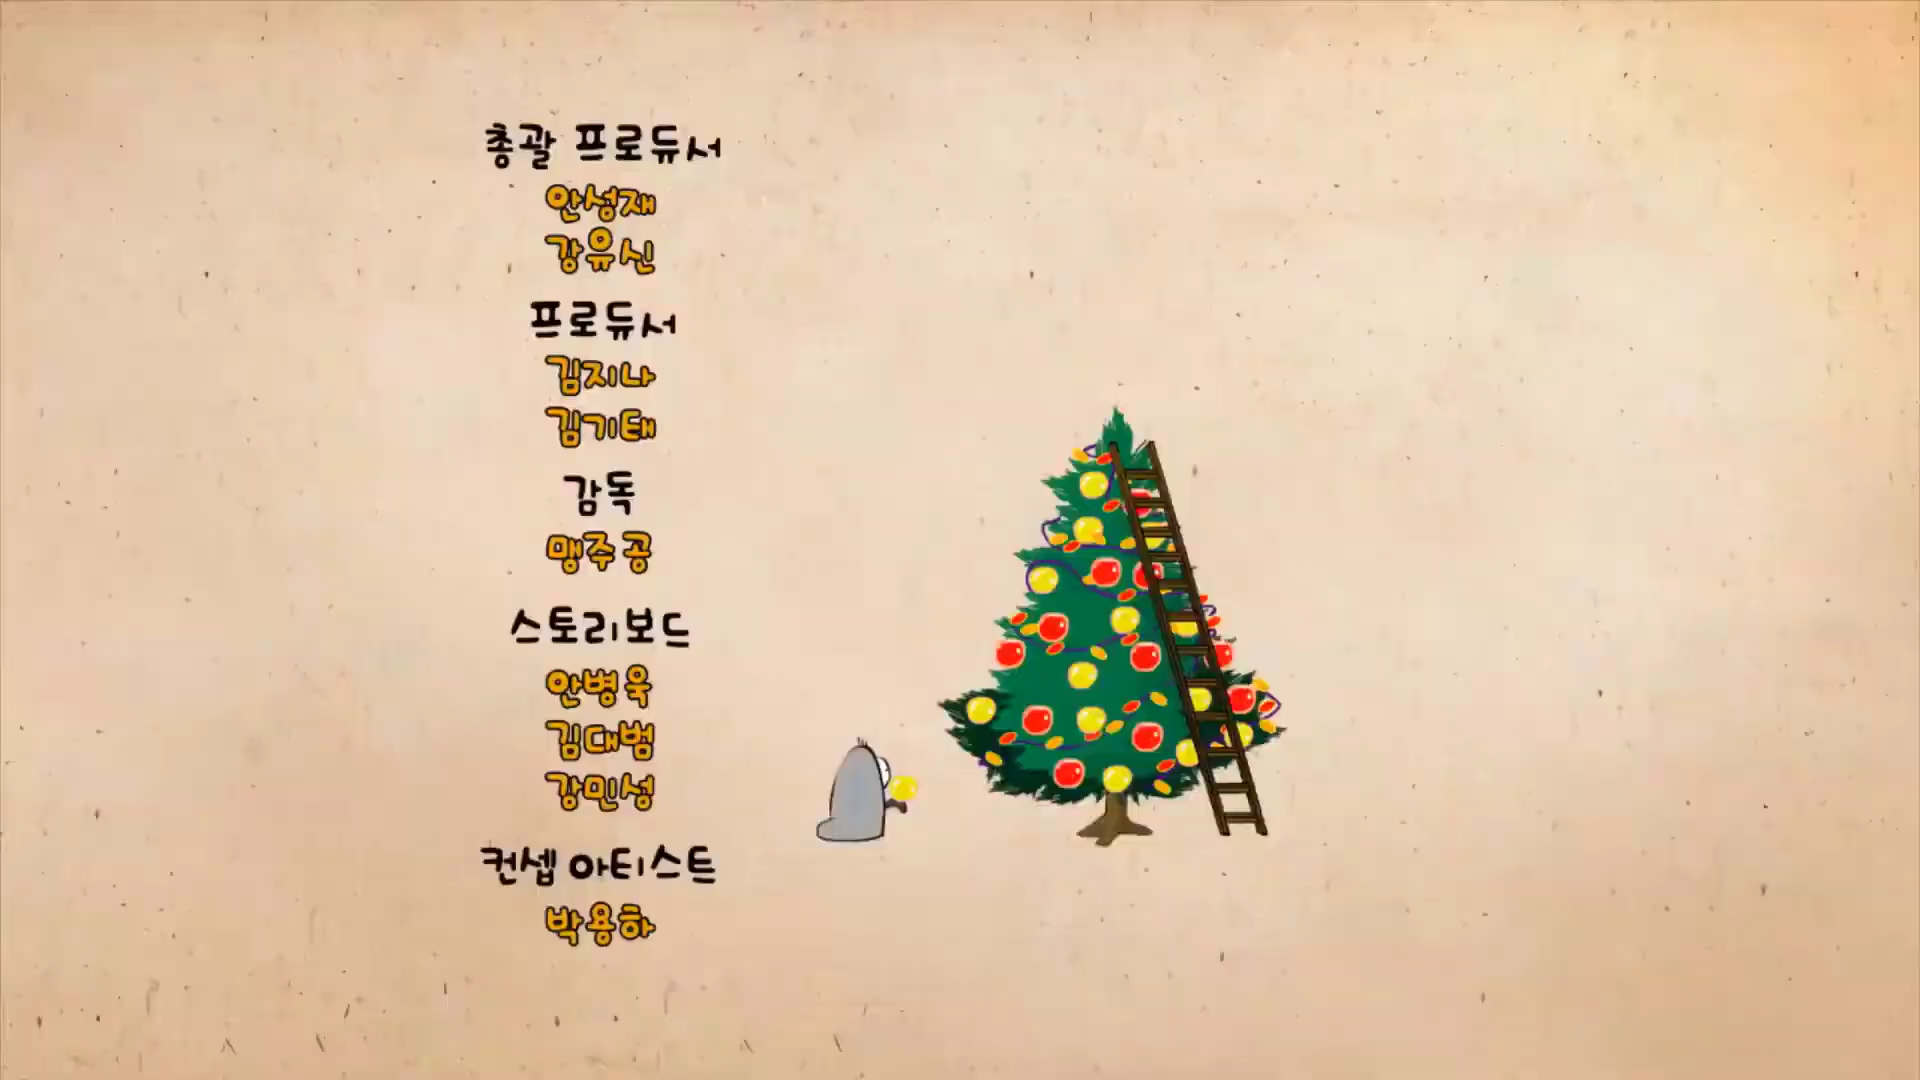 총괄 프로듀서
안성재
강유신
프로듀서
김지나
김기태
감독
맹주공
스토리보드
안병욱
김대범
강민성
컨셉 아티스트
박용하